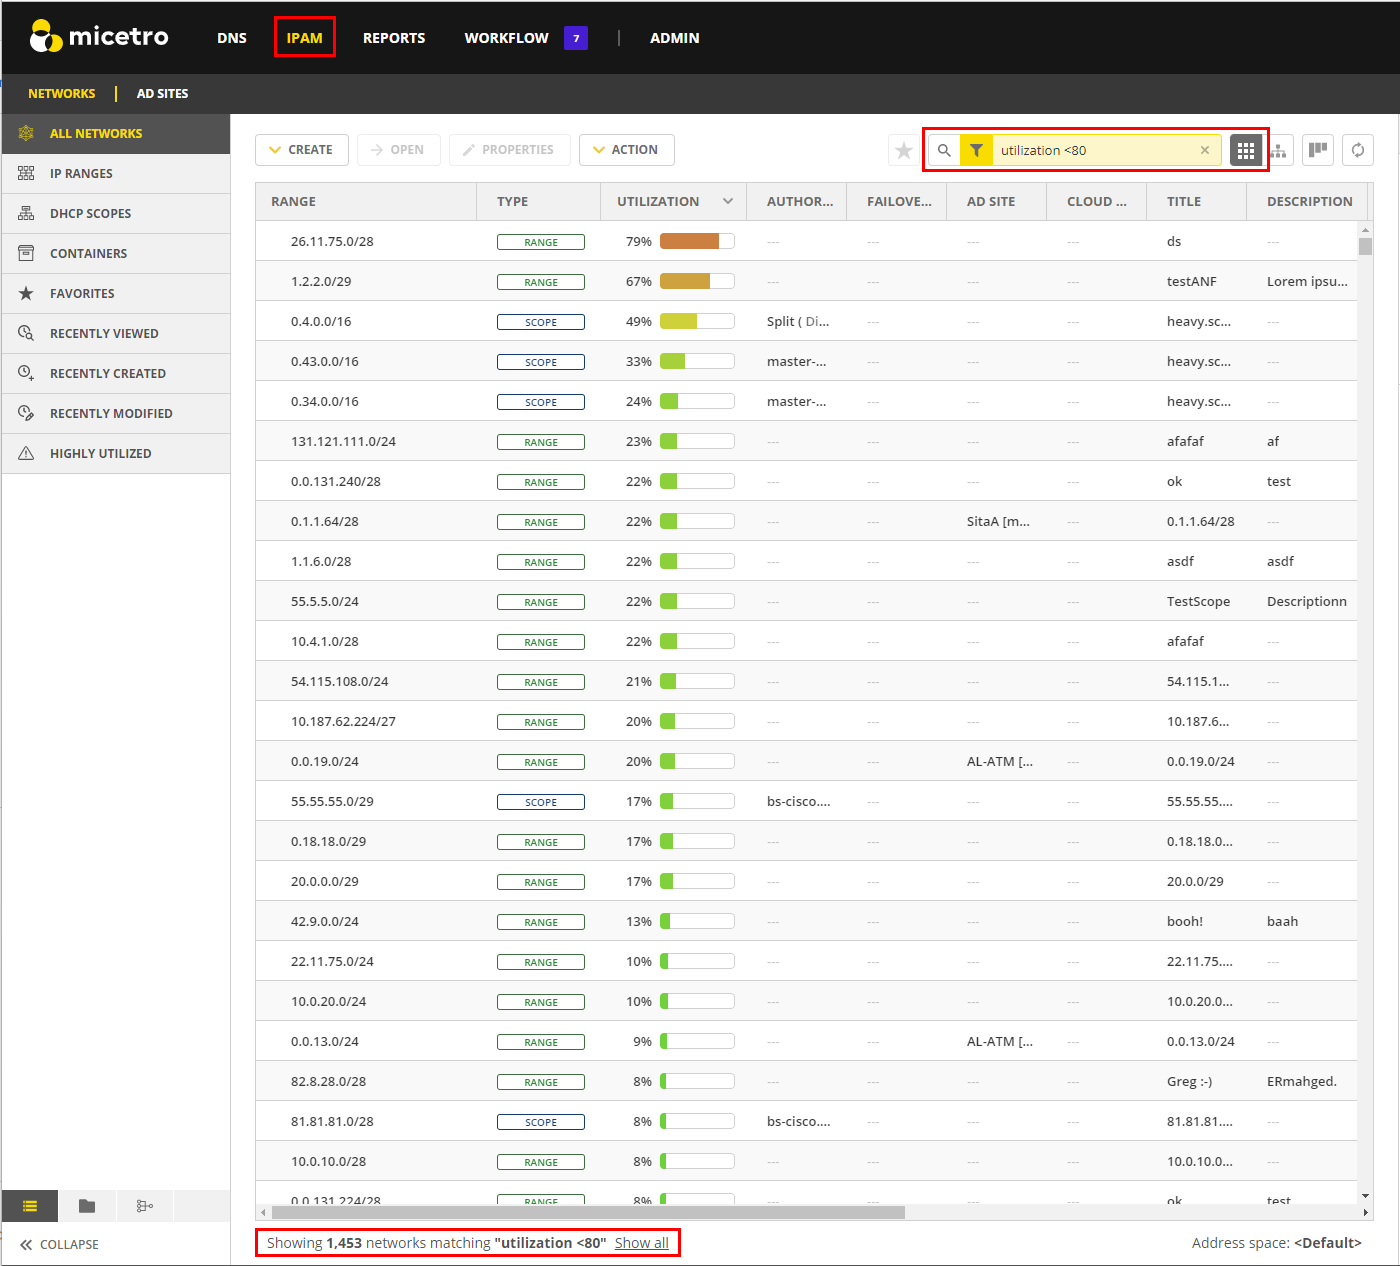 micetro DNS IPAM REPORTS WORKFLOW 7 | ADMIN
NETWORKS | AD SITES
ALL NETWORKS
IP RANGES
DHCP SCOPES
CONTAINERS
FAVORITES
RECENTLY VIEWED
RECENTLY CREATED
RECENTLY MODIFIED
HIGHLY UTILIZED
COLLAPSE
CREATE OPEN PROPERTIES ACTION utilization <80
RANGE TYPE UTILIZATION AUTHOR... FAILOVE... AD SITE CLOUD ... TITLE DESCRIPTION
26.11.75.0/28 RANGE 79% --- --- --- --- ds ---
1.2.2.0/29 RANGE 67% --- --- --- --- testANF Lorem ipsu...
0.4.0.0/16 SCOPE 49% Split ( Di... --- --- --- heavy.sc... ---
0.43.0.0/16 SCOPE 33% master-... --- --- --- heavy.sc... ---
0.34.0.0/16 SCOPE 24% master-... --- --- --- heavy.sc... ---
131.121.111.0/24 RANGE 23% --- --- --- --- afafaf af
0.0.131.240/28 RANGE 22% --- --- --- --- ok test
0.1.1.64/28 RANGE 22% --- --- SitaA [m... --- 0.1.1.64/28 ---
1.1.6.0/28 RANGE 22% --- --- --- --- asdf asdf
55.5.5.0/24 RANGE 22% --- --- --- --- TestScope Descriptionn
10.4.1.0/28 RANGE 22% --- --- --- --- afafaf ---
54.115.108.0/24 RANGE 21% --- --- --- --- 54.115.1... ---
10.187.62.224/27 RANGE 20% --- --- --- --- 10.187.6... ---
0.0.19.0/24 RANGE 20% --- --- AL-ATM [... --- 0.0.19.0/24 ---
55.55.55.0/29 SCOPE 17% bs-cisco.... --- --- --- 55.55.55.... ---
0.18.18.0/29 RANGE 17% --- --- --- --- 0.18.18.0... ---
20.0.0.0/29 RANGE 17% --- --- --- --- 20.0.0/29 ---
42.9.0.0/24 RANGE 13% --- --- --- --- booh! baah
22.11.75.0/24 RANGE 10% --- --- --- --- 22.11.75.... ---
10.0.20.0/24 RANGE 10% --- --- --- --- 10.0.20.0... ---
0.0.13.0/24 RANGE 9% --- --- AL-ATM [... --- 0.0.13.0/24 ---
82.8.28.0/28 RANGE 8% --- --- --- --- Greg :-) ERmahged.
81.81.81.0/28 SCOPE 8% bs-cisco.... --- --- --- 81.81.81.... ---
10.0.10.0/28 RANGE 8% --- --- --- --- 10.0.10.0... ---
0.0.131.224/28 RANGE 8% --- --- --- --- ok test
Showing 1,453 networks matching "utilization <80" Show all
Address space: <Default>